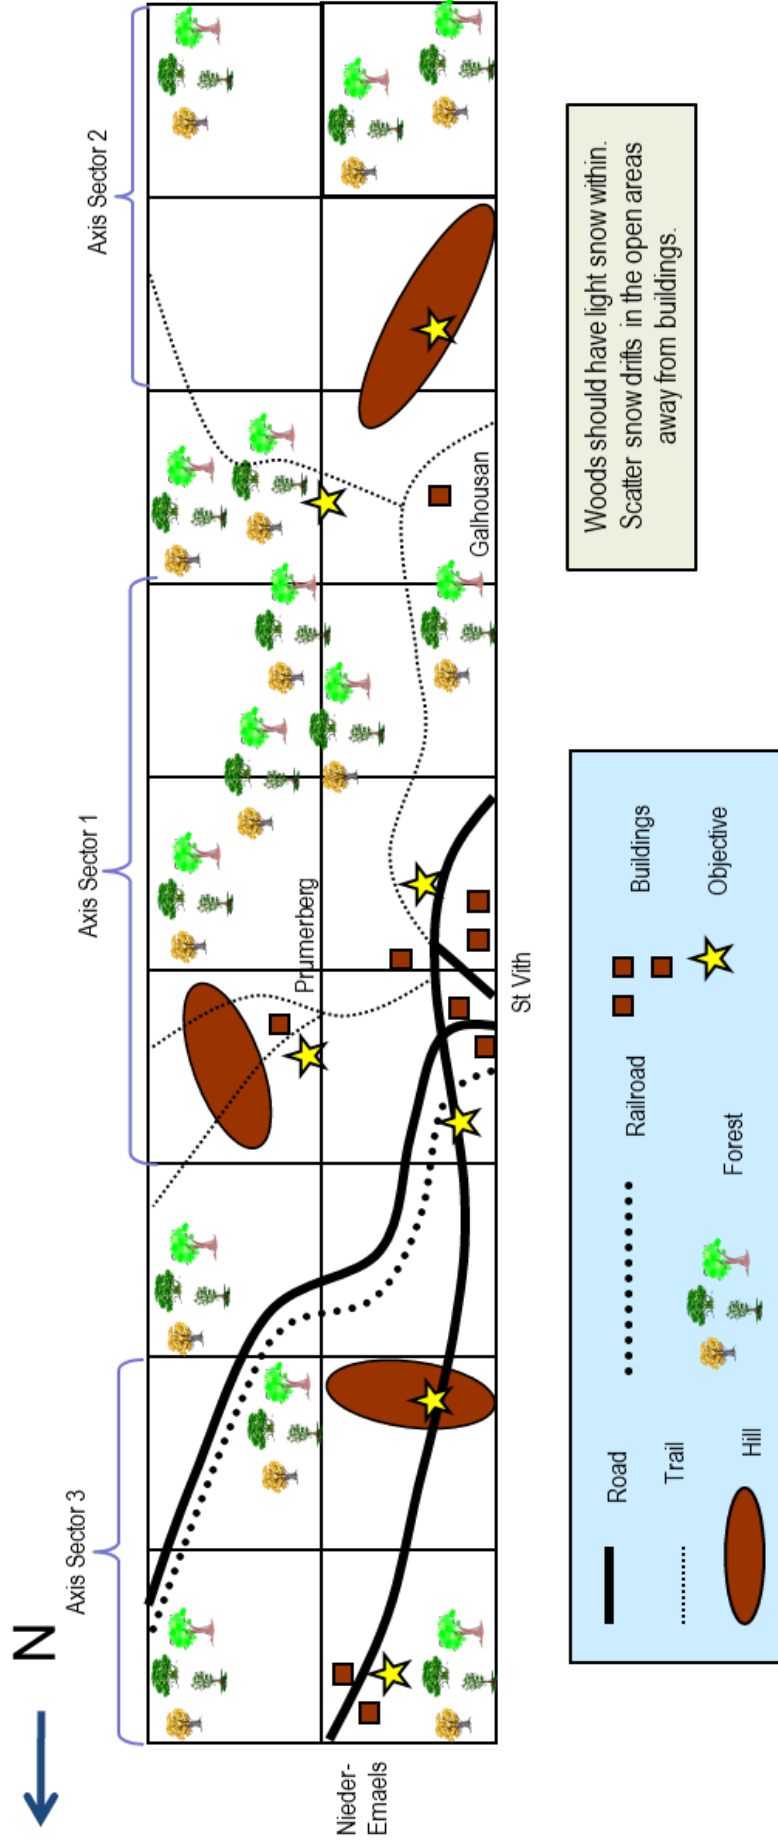 N
Axis Sector 3
Axis Sector 1
Axis Sector 2
Prumerberg
Nieder-
Emaels
St Vith
Galhousan
Road
Trail
Hill
Railroad
Forest
Buildings
Objective
Woods should have light snow within.
Scatter snow drifts in the open areas
away from buildings.